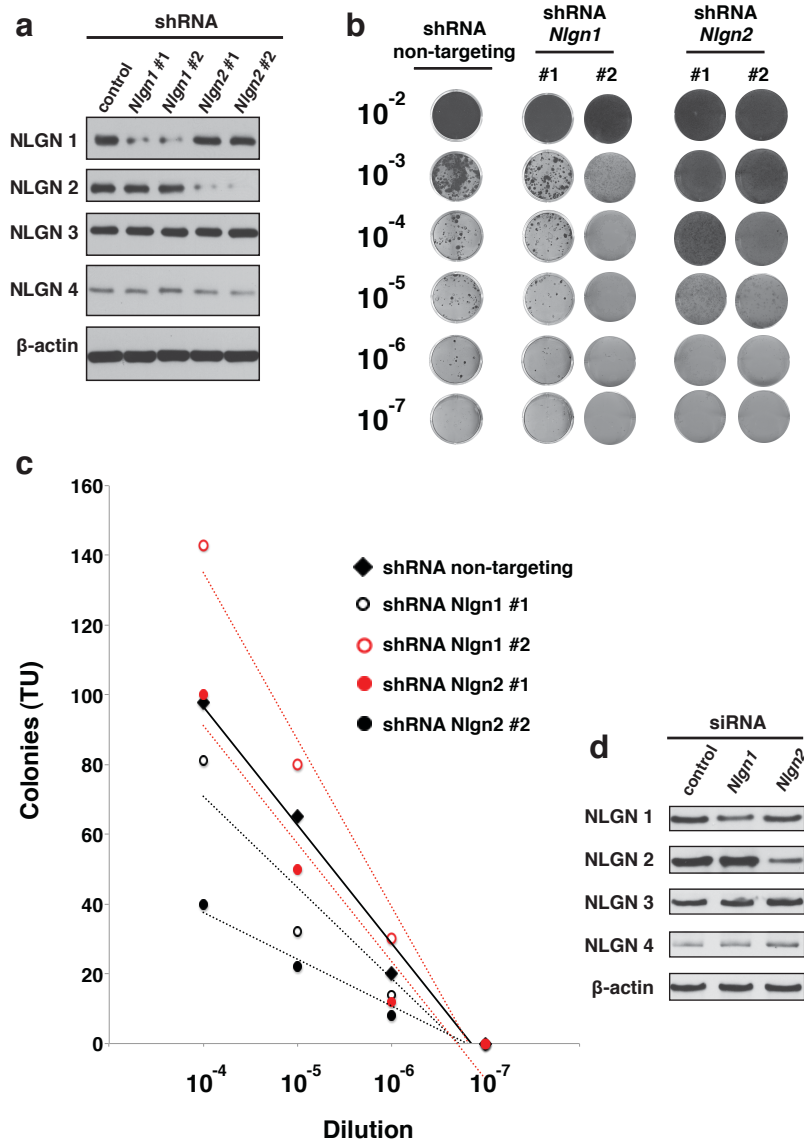 a
shRNA
control
Nlgn1 #1
Nlgn1 #2
Nlgn2 #1
Nlgn2 #2
NLGN 1
NLGN 2
NLGN 3
NLGN 4
β-actin
b
shRNA
non-targeting
shRNA
Nlgn1
#1 #2
shRNA
Nlgn2
#1 #2
10-2
10-3
10-4
10-5
10-6
10-7
c
Colonies (TU)
160
140
120
100
80
60
40
20
0
10-4 10-5 10-6 10-7
Dilution
shRNA non-targeting
shRNA Nlgn1 #1
shRNA Nlgn1 #2
shRNA Nlgn2 #1
shRNA Nlgn2 #2
d
siRNA
control
Nlgn1
Nlgn2
NLGN 1
NLGN 2
NLGN 3
NLGN 4
β-actin